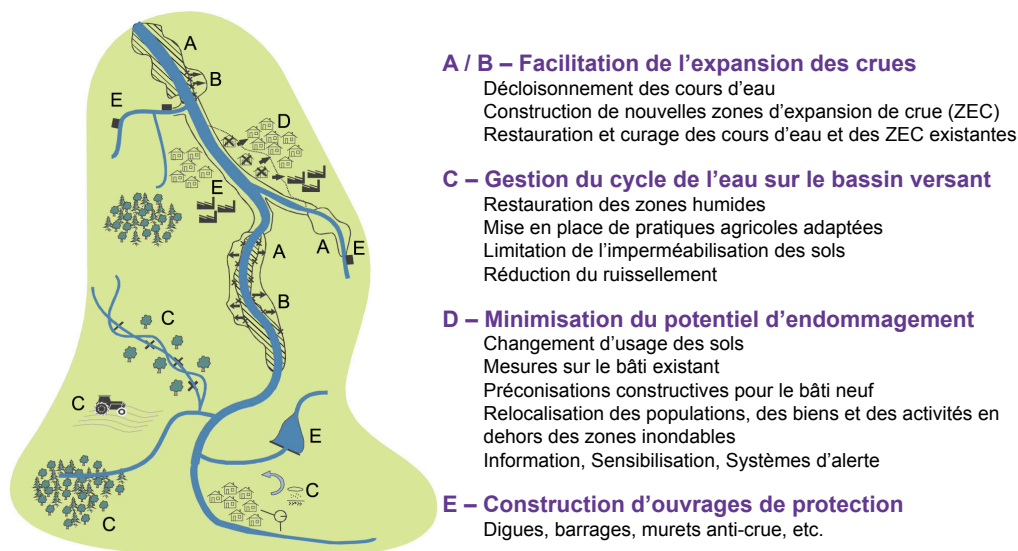 A
B
E
D
E
A
E
A
B
C
C
E
C
C
A / B – Facilitation de l’expansion des crues
Décloisonnement des cours d’eau
Construction de nouvelles zones d’expansion de crue (ZEC)
Restauration et curage des cours d’eau et des ZEC existantes
C – Gestion du cycle de l’eau sur le bassin versant
Restauration des zones humides
Mise en place de pratiques agricoles adaptées
Limitation de l’imperméabilisation des sols
Réduction du ruissellement
D – Minimisation du potentiel d’endommagement
Changement d’usage des sols
Mesures sur le bâti existant
Préconisations constructives pour le bâti neuf
Relocalisation des populations, des biens et des activités en
dehors des zones inondables
Information, Sensibilisation, Systèmes d’alerte
E – Construction d’ouvrages de protection
Digues, barrages, murets anti-crue, etc.